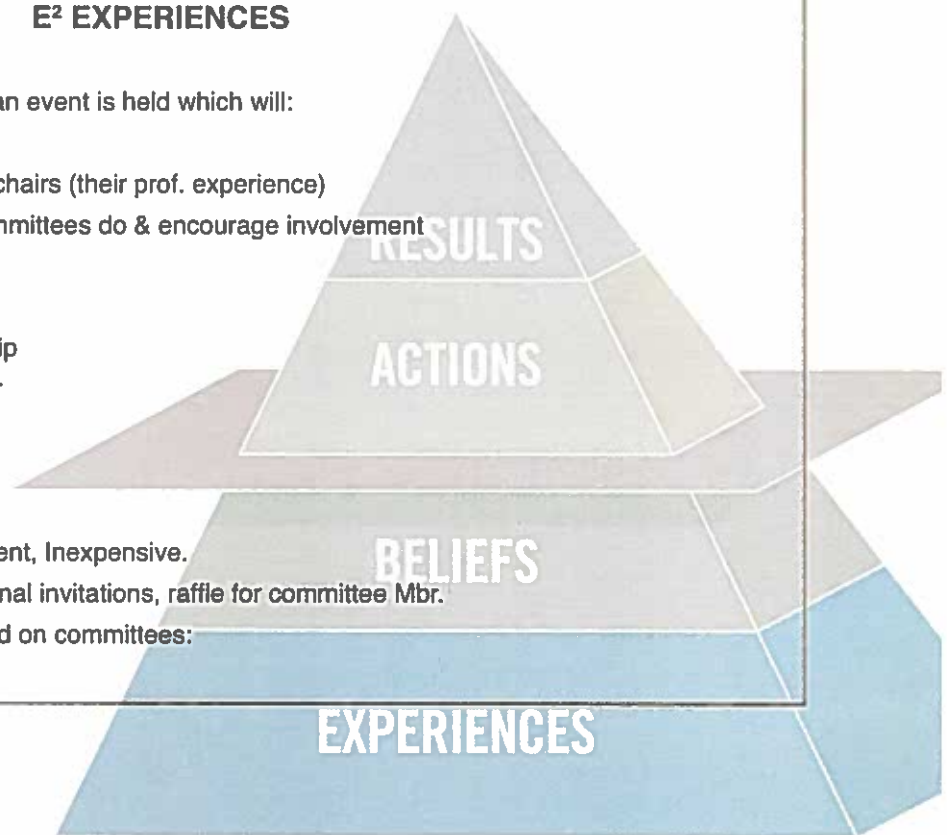 E² EXPERIENCES
an event is held which will:
chairs (their prof. experience)
mmittees do & encourage involvement
RESULTS
ip
ACTIONS
ent, Inexpensive.
BELIEFS
nal invitations, raffle for committee Mbr.
d on committees:
EXPERIENCES